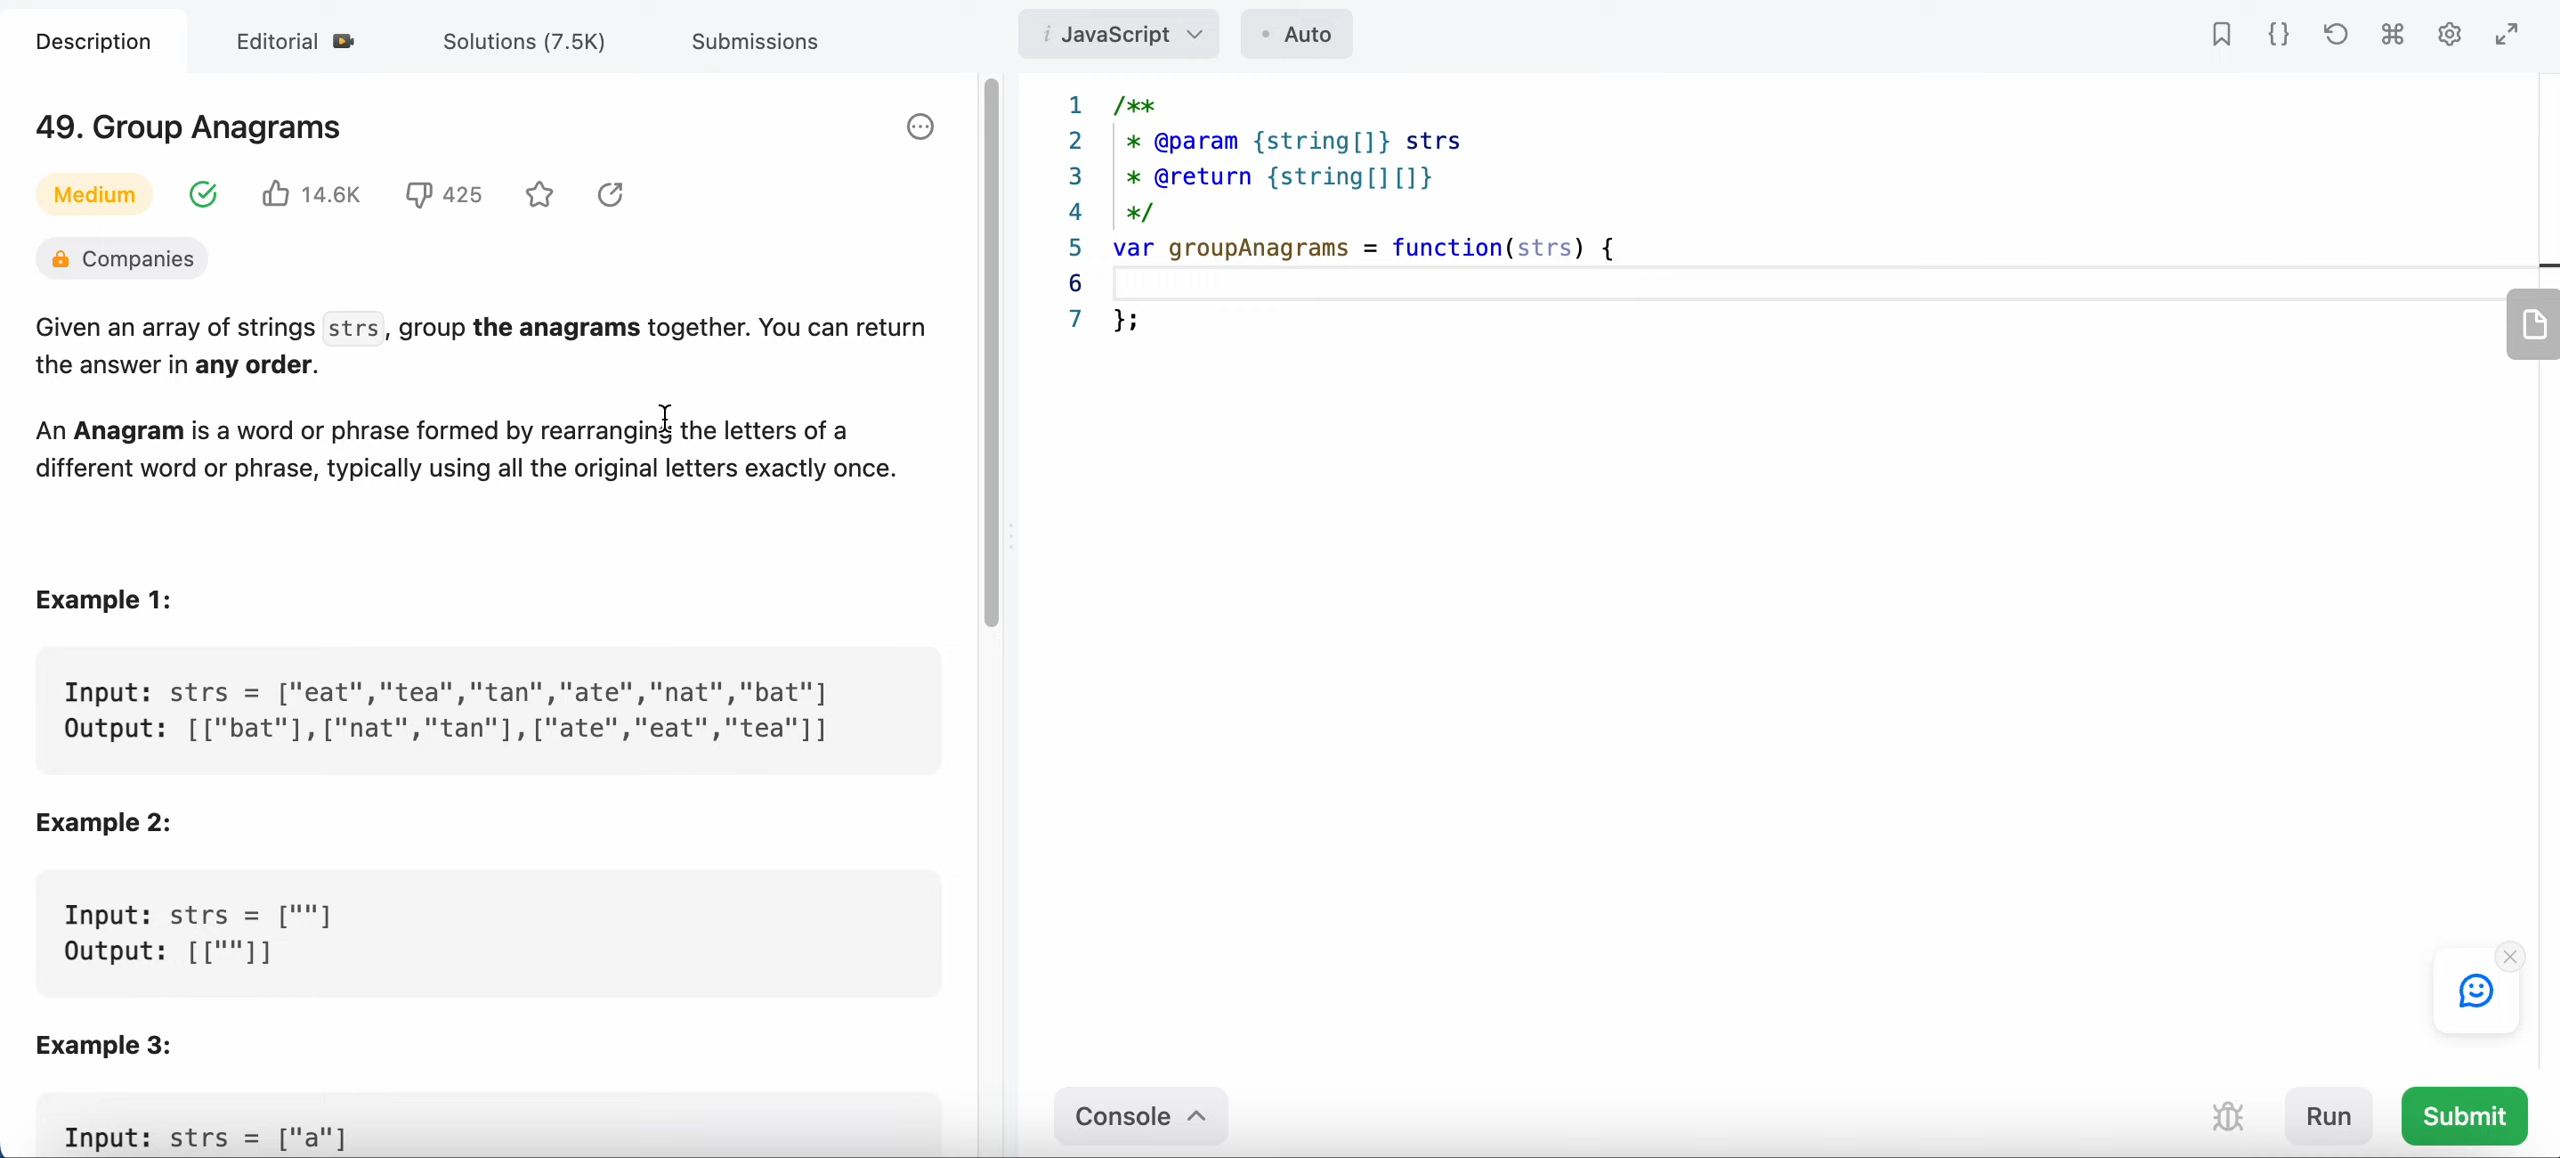 Description
Editorial
Solutions (7.5K)
Submissions
49. Group Anagrams
Medium
14.6K
425
Companies
Given an array of strings strs, group the anagrams together. You can return
the answer in any order.
An Anagram is a word or phrase formed by rearranging the letters of a
different word or phrase, typically using all the original letters exactly once.
Example 1:
Input: strs = ["eat","tea","tan","ate","nat","bat"]
Output: [["bat"],["nat","tan"],["ate","eat","tea"]]
Example 2:
Input: strs = [""]
Output: [[""]]
Example 3:
Input: strs = ["a"]
i JavaScript
Auto
1 /**
2 * @param {string[]} strs
3 * @return {string[][]}
4 */
5 var groupAnagrams = function(strs) {
6
7 };
Console
Run
Submit